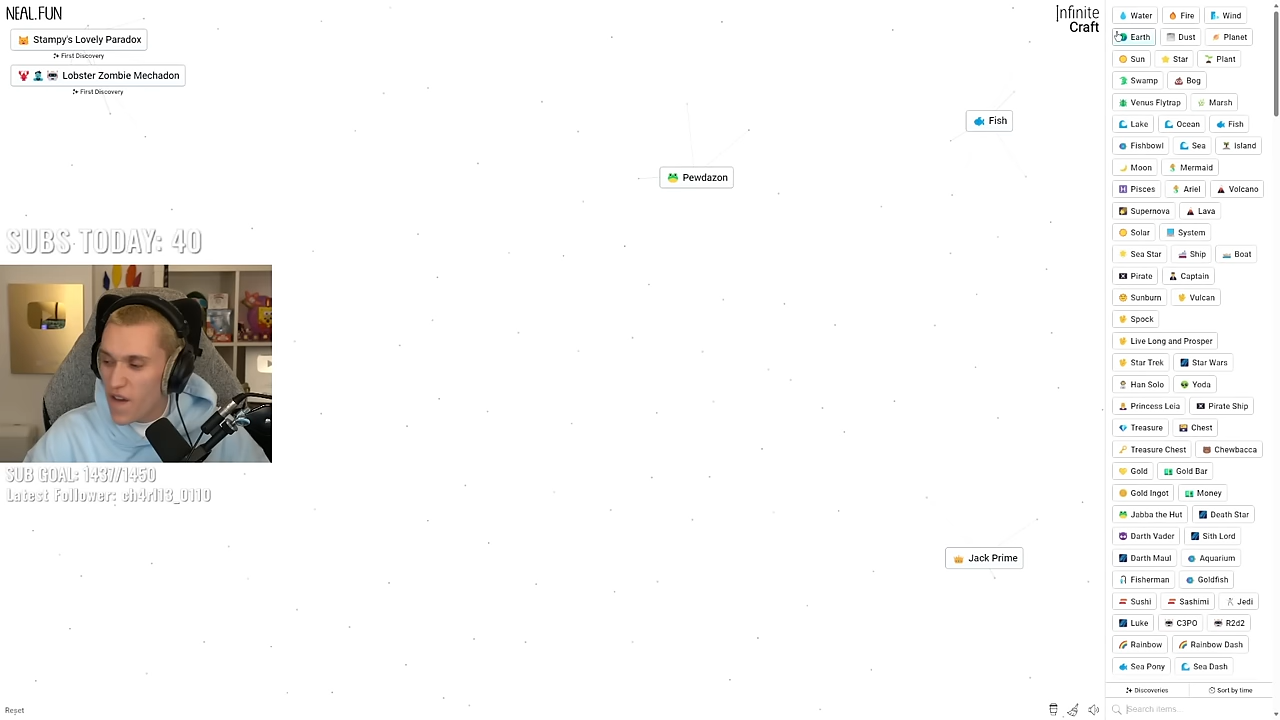 NEAL.FUN
Stampy's Lovely Paradox
First Discovery
Lobster Zombie Mechadon
First Discovery
Infinite
Craft
Fish
Pewdazon
Jack Prime
SUBS TODAY: 40
SUB GOAL: 1437/1450
Latest Follower: ch4rl13_0110
Reset
Water Fire Wind
Earth Dust Planet
Sun Star Plant
Swamp Bog
Venus Flytrap Marsh
Lake Ocean Fish
Fishbowl Sea Island
Moon Mermaid
Pisces Ariel Volcano
Supernova Lava
Solar System
Sea Star Ship Boat
Pirate Captain
Sunburn Vulcan
Spock
Live Long and Prosper
Star Trek Star Wars
Han Solo Yoda
Princess Leia Pirate Ship
Treasure Chest
Treasure Chest Chewbacca
Gold Gold Bar
Gold Ingot Money
Jabba the Hut Death Star
Darth Vader Sith Lord
Darth Maul Aquarium
Fisherman Goldfish
Sushi Sashimi Jedi
Luke C3PO R2d2
Rainbow Rainbow Dash
Sea Pony Sea Dash
Discoveries Sort by time
Search items...